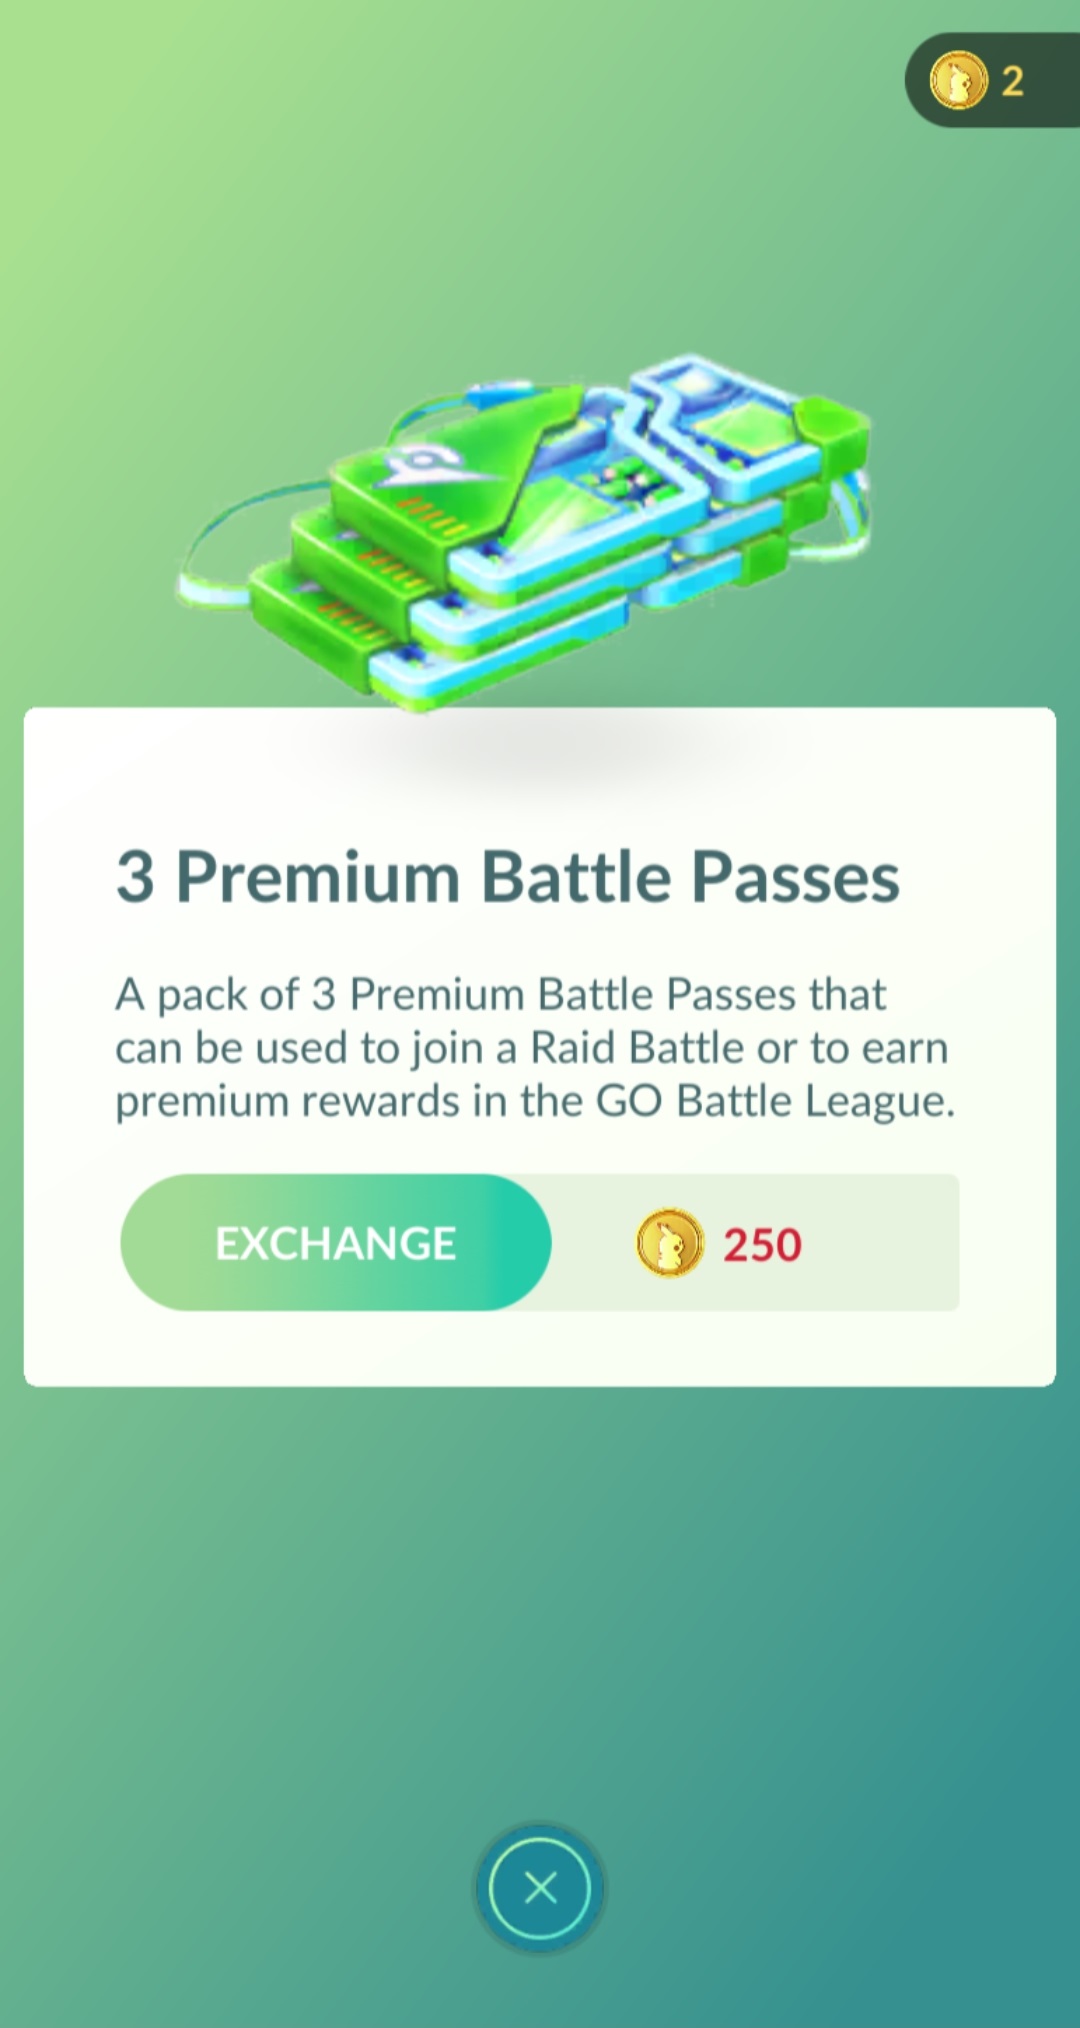 2
3 Premium Battle Passes
A pack of 3 Premium Battle Passes that
can be used to join a Raid Battle or to earn
premium rewards in the GO Battle League.
EXCHANGE 250